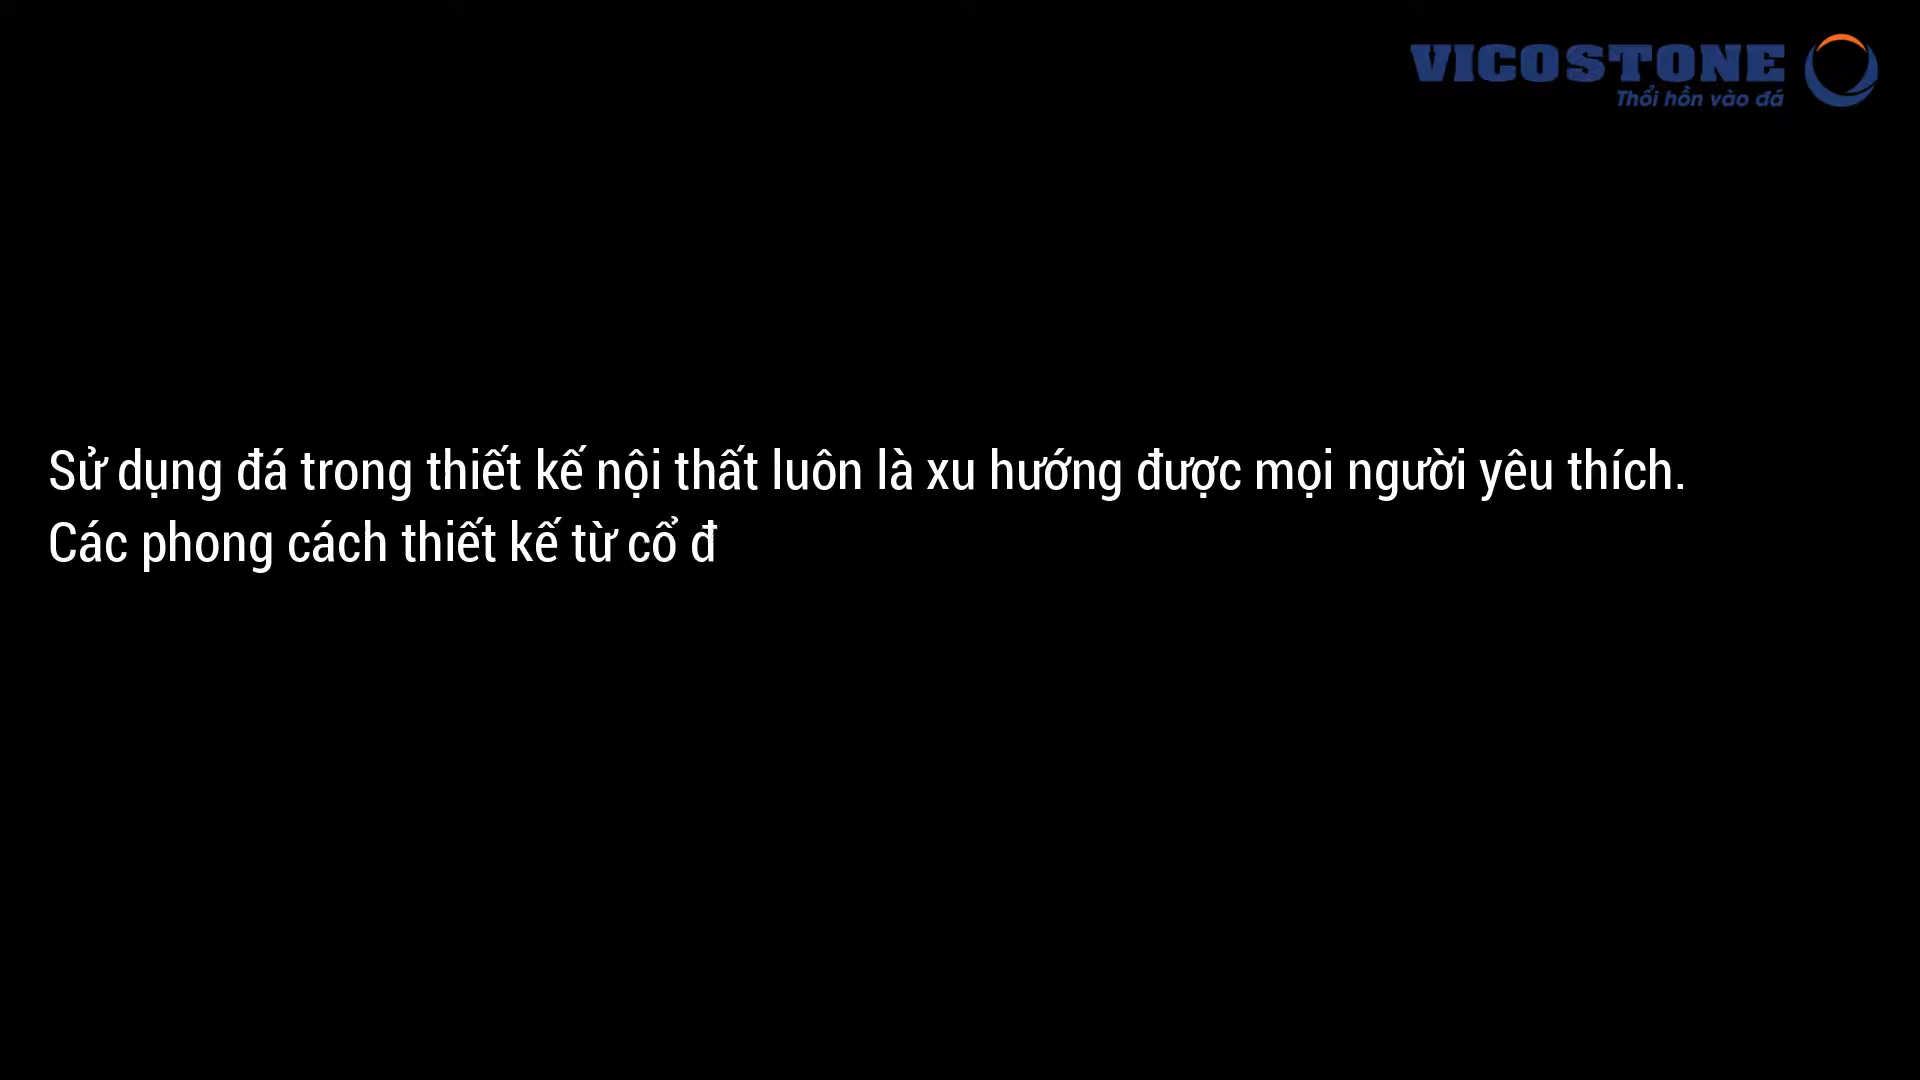 VICOSTONE
Thổi hồn vào đá
Sử dụng đá trong thiết kế nội thất luôn là xu hướng được mọi người yêu thích.
Các phong cách thiết kế từ cổ đ